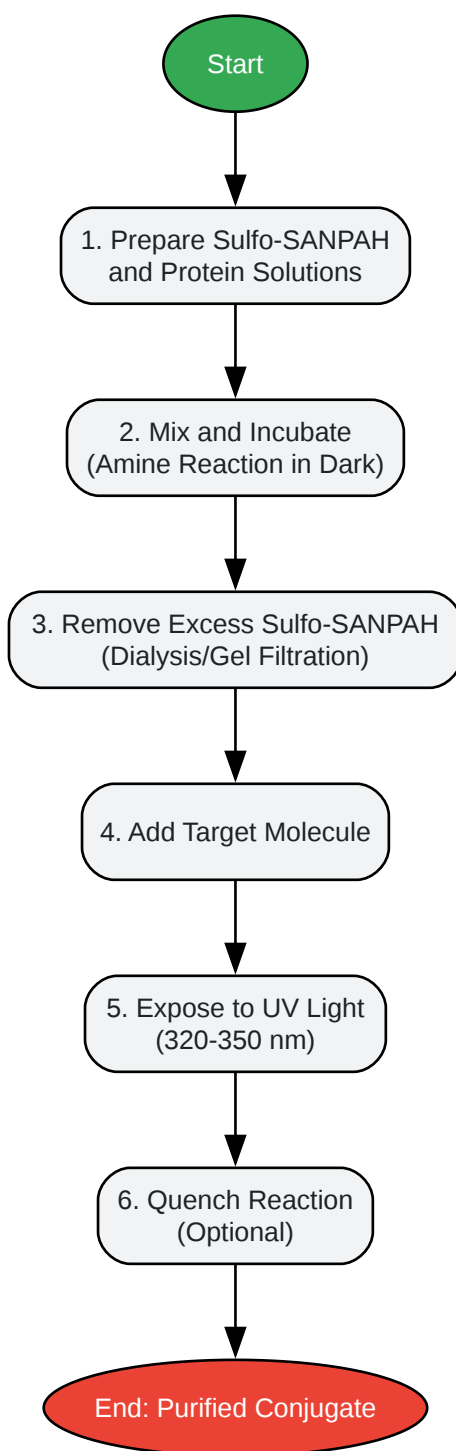 Start
1. Prepare Sulfo-SANPAH
and Protein Solutions
2. Mix and Incubate
(Amine Reaction in Dark)
3. Remove Excess Sulfo-SANPAH
(Dialysis/Gel Filtration)
4. Add Target Molecule
5. Expose to UV Light
(320-350 nm)
6. Quench Reaction
(Optional)
End: Purified Conjugate